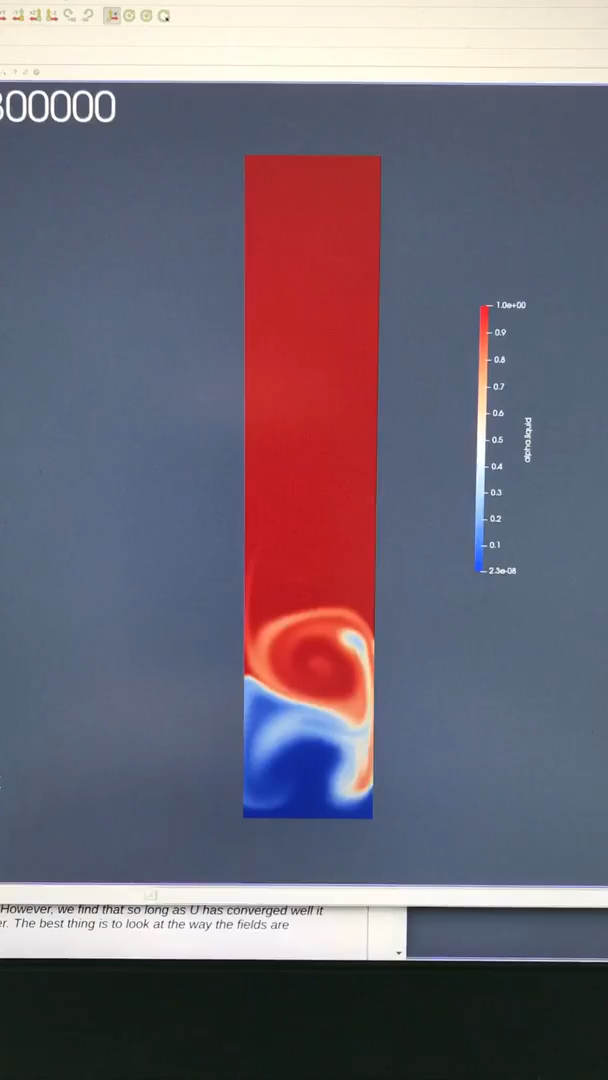 300000
1.0e+00
0.9
0.8
0.7
0.6
0.5
0.4
0.3
0.2
0.1
2.3e-08
alpha.liquid
However, we find that so long as U has converged well it
er. The best thing is to look at the way the fields are